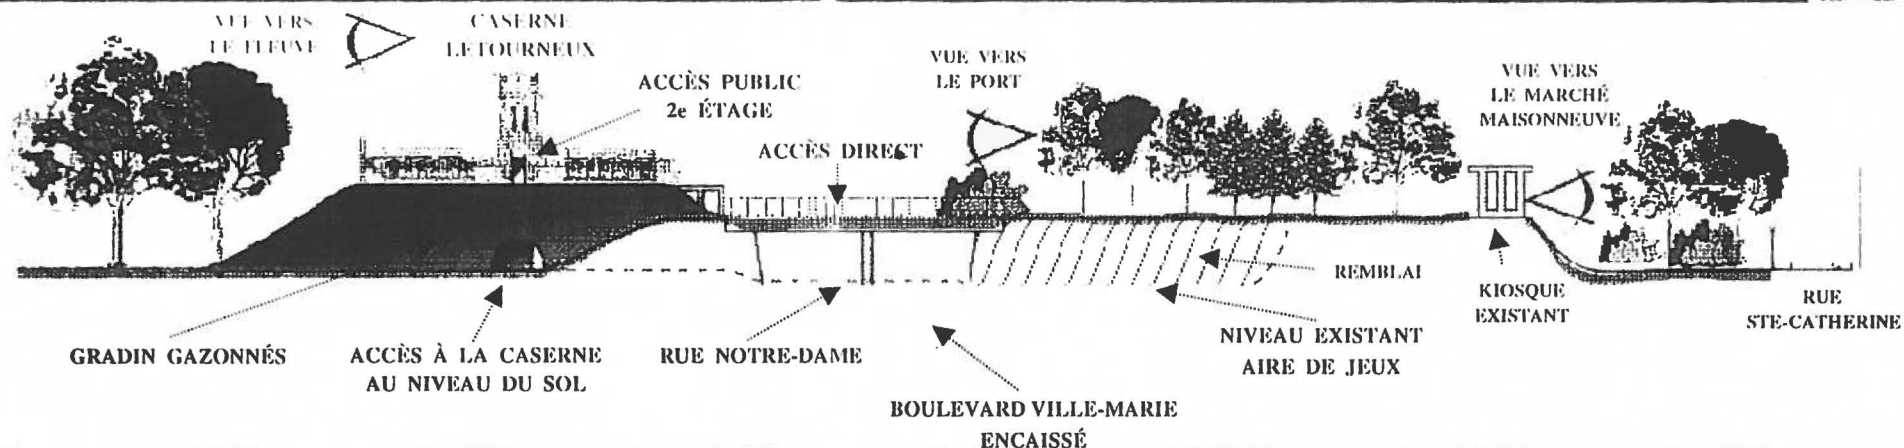 VUE VERS
LE FLEUVE
CASERNE
LETOURNEUX
ACCÈS PUBLIC
2e ÉTAGE
ACCÈS DIRECT
VUE VERS
LE PORT
VUE VERS
LE MARCHÉ
MAISONNEUVE
GRADIN GAZONNÉS
ACCÈS À LA CASERNE
AU NIVEAU DU SOL
RUE NOTRE-DAME
BOULEVARD VILLE-MARIE
ENCAISSÉ
NIVEAU EXISTANT
AIRE DE JEUX
REMBLAI
KIOSQUE
EXISTANT
RUE
STE-CATHERINE